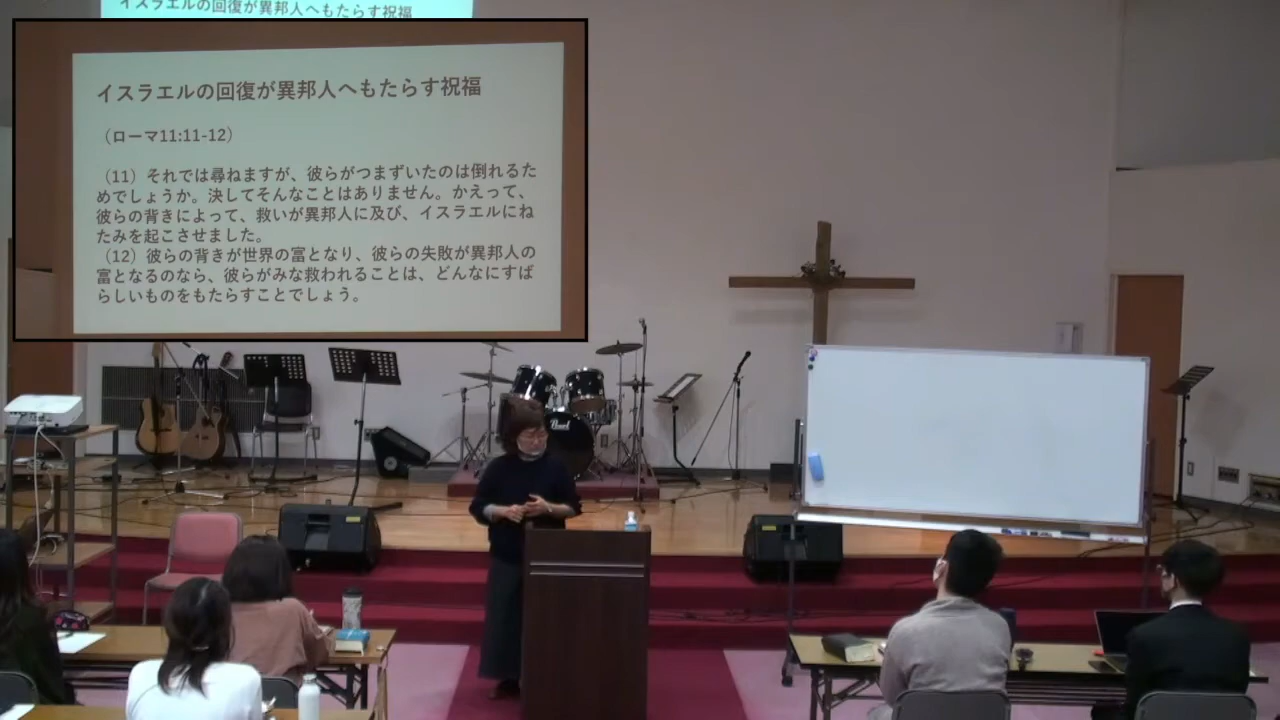 イスラエルの回復が異邦人へもたらす祝福
イスラエルの回復が異邦人へもたらす祝福
（ローマ11:11-12）
（11）それでは尋ねますが、彼らがつまずいたのは倒れるた
めでしょうか。決してそんなことはありません。かえって、
彼らの背きによって、救いが異邦人に及び、イスラエルにね
たみを起こさせました。
（12）彼らの背きが世界の富となり、彼らの失敗が異邦人の
富となるのなら、彼らがみな救われることは、どんなにすば
らしいものをもたらすことでしょう。
Pearl